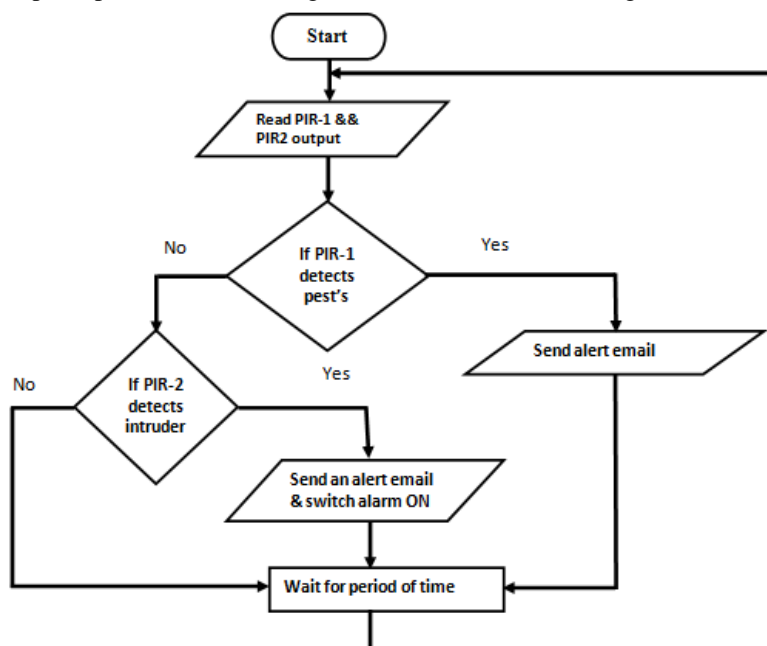 Start
Read PIR-1 &&
PIR2 output
No
If PIR-1
detects
pest's
Yes
Send alert email
No
If PIR-2
detects
intruder
Yes
Send an alert email
& switch alarm ON
Wait for period of time